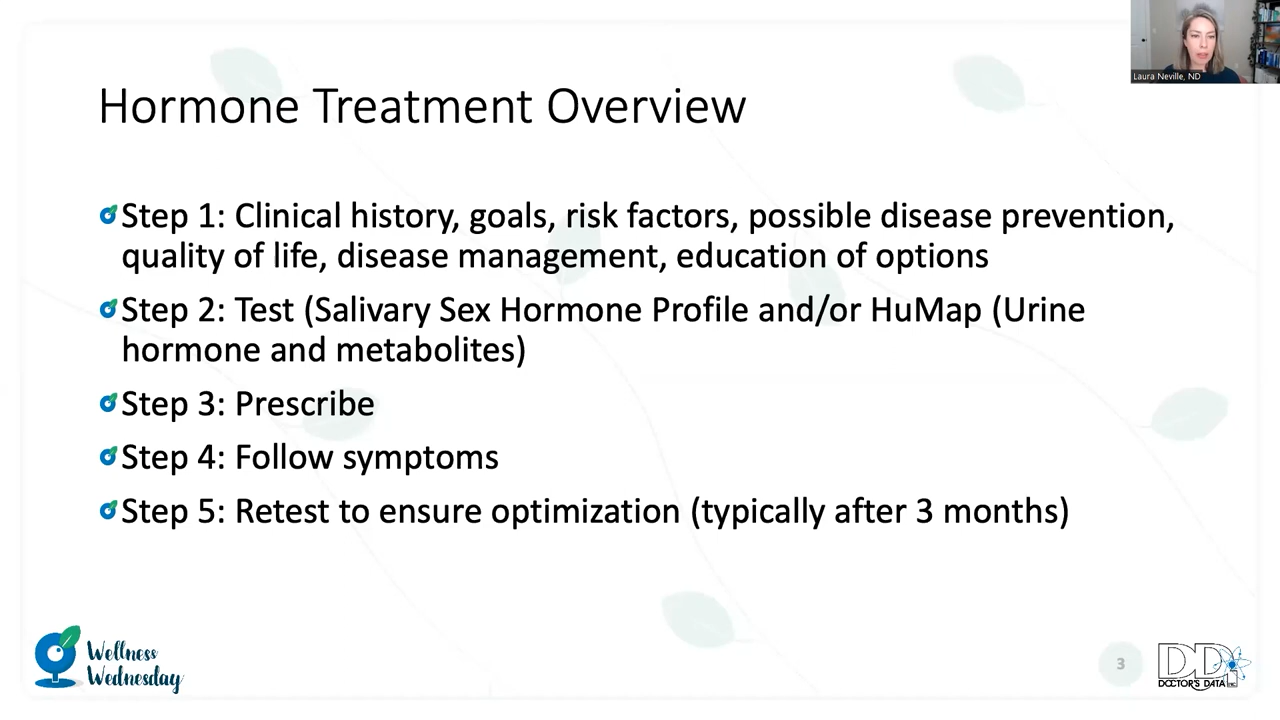 Laura Neville, ND
Hormone Treatment Overview
Step 1: Clinical history, goals, risk factors, possible disease prevention,
quality of life, disease management, education of options
Step 2: Test (Salivary Sex Hormone Profile and/or HuMap (Urine
hormone and metabolites)
Step 3: Prescribe
Step 4: Follow symptoms
Step 5: Retest to ensure optimization (typically after 3 months)
Wellness
Wednesday
3
DDI
DOCTOR'S DATA INC